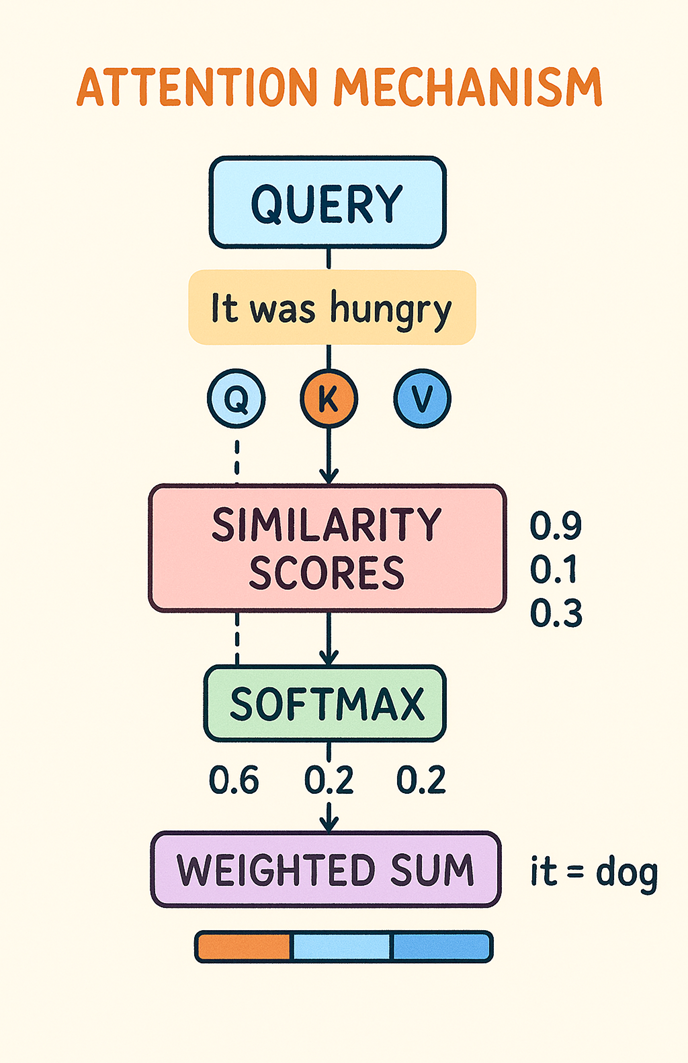 ATTENTION MECHANISM
QUERY
It was hungry
Q K V
SIMILARITY
SCORES
0.9
0.1
0.3
SOFTMAX
0.6 0.2 0.2
WEIGHTED SUM
it = dog